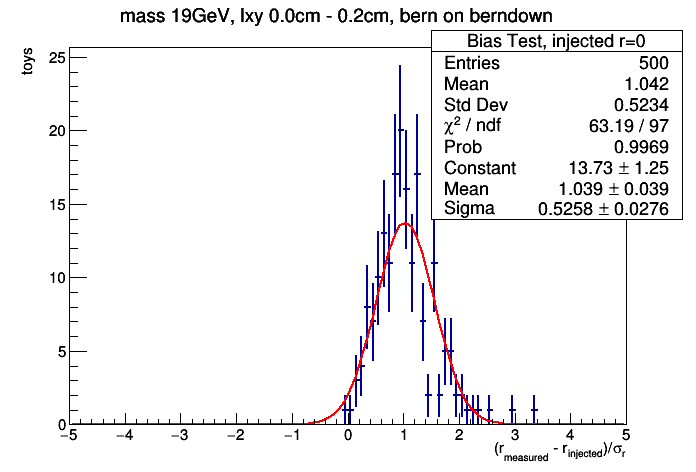 mass 19GeV, lxy 0.0cm - 0.2cm, bern on berndown
Bias Test, injected r=0
Entries 500
Mean 1.042
Std Dev 0.5234
χ² / ndf 63.19 / 97
Prob 0.9969
Constant 13.73 ± 1.25
Mean 1.039 ± 0.039
Sigma 0.5258 ± 0.0276
toys
25
20
15
10
5
0
−5 −4 −3 −2 −1 0 1 2 3 4 5
(r_measured - r_injected)/σ_r